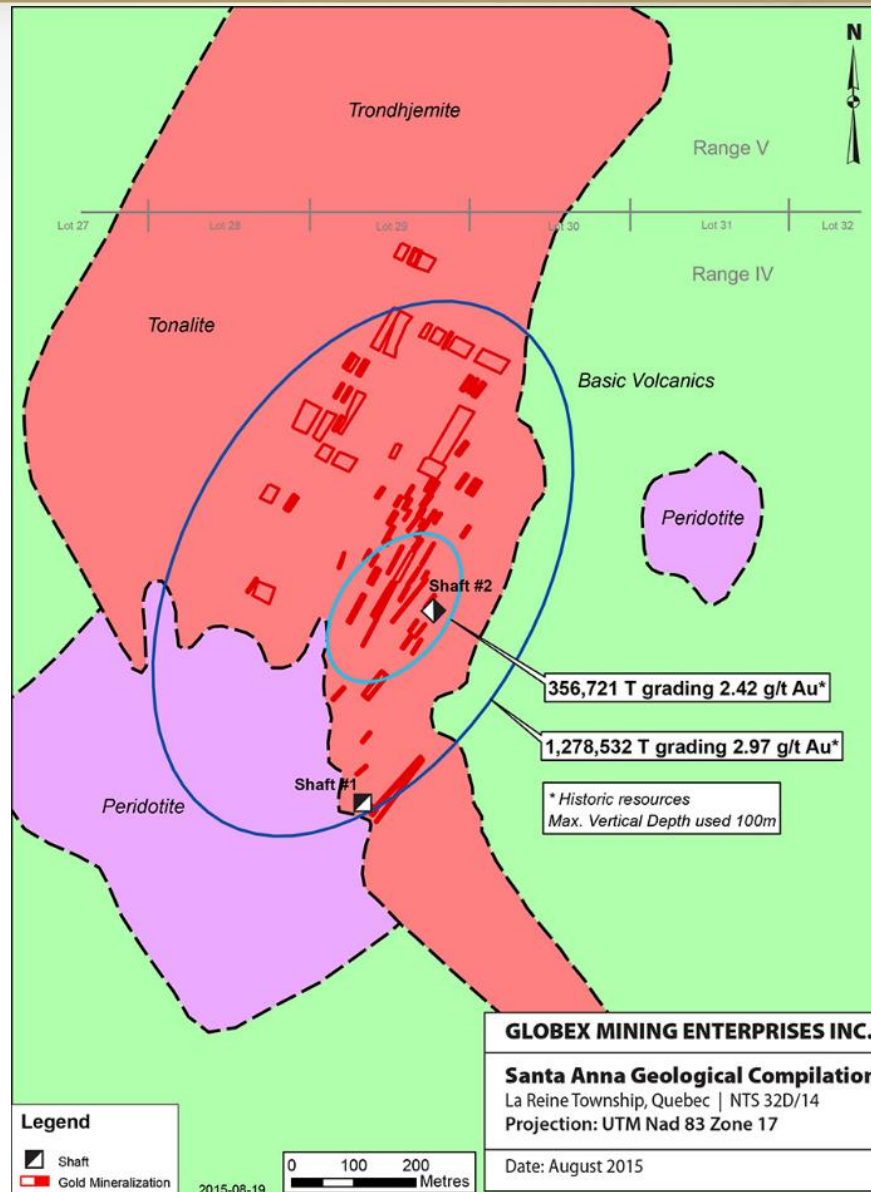 N
Trondhjemite
Range V
Lot 27
Lot 28
Lot 29
Lot 30
Lot 31
Lot 32
Range IV
Tonalite
Basic Volcanics
Peridotite
Shaft #2
356,721 T grading 2.42 g/t Au*
1,278,532 T grading 2.97 g/t Au*
Shaft #1
* Historic resources
Max. Vertical Depth used 100m
Peridotite
GLOBEX MINING ENTERPRISES INC.
Santa Anna Geological Compilation
La Reine Township, Quebec | NTS 32D/14
Projection: UTM Nad 83 Zone 17
Date: August 2015
Legend
Shaft
Gold Mineralization
2015-08-19
0 100 200
Metres